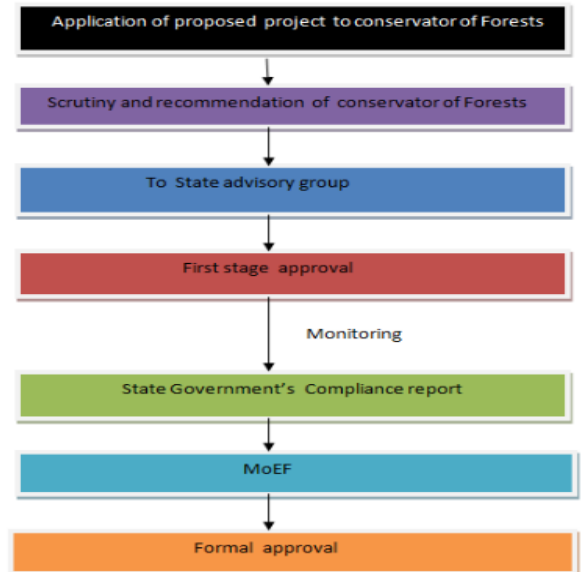 Application of proposed project to conservator of Forests
Scrutiny and recommendation of conservator of Forests
To State advisory group
First stage approval
Monitoring
State Government's Compliance report
MoEF
Formal approval